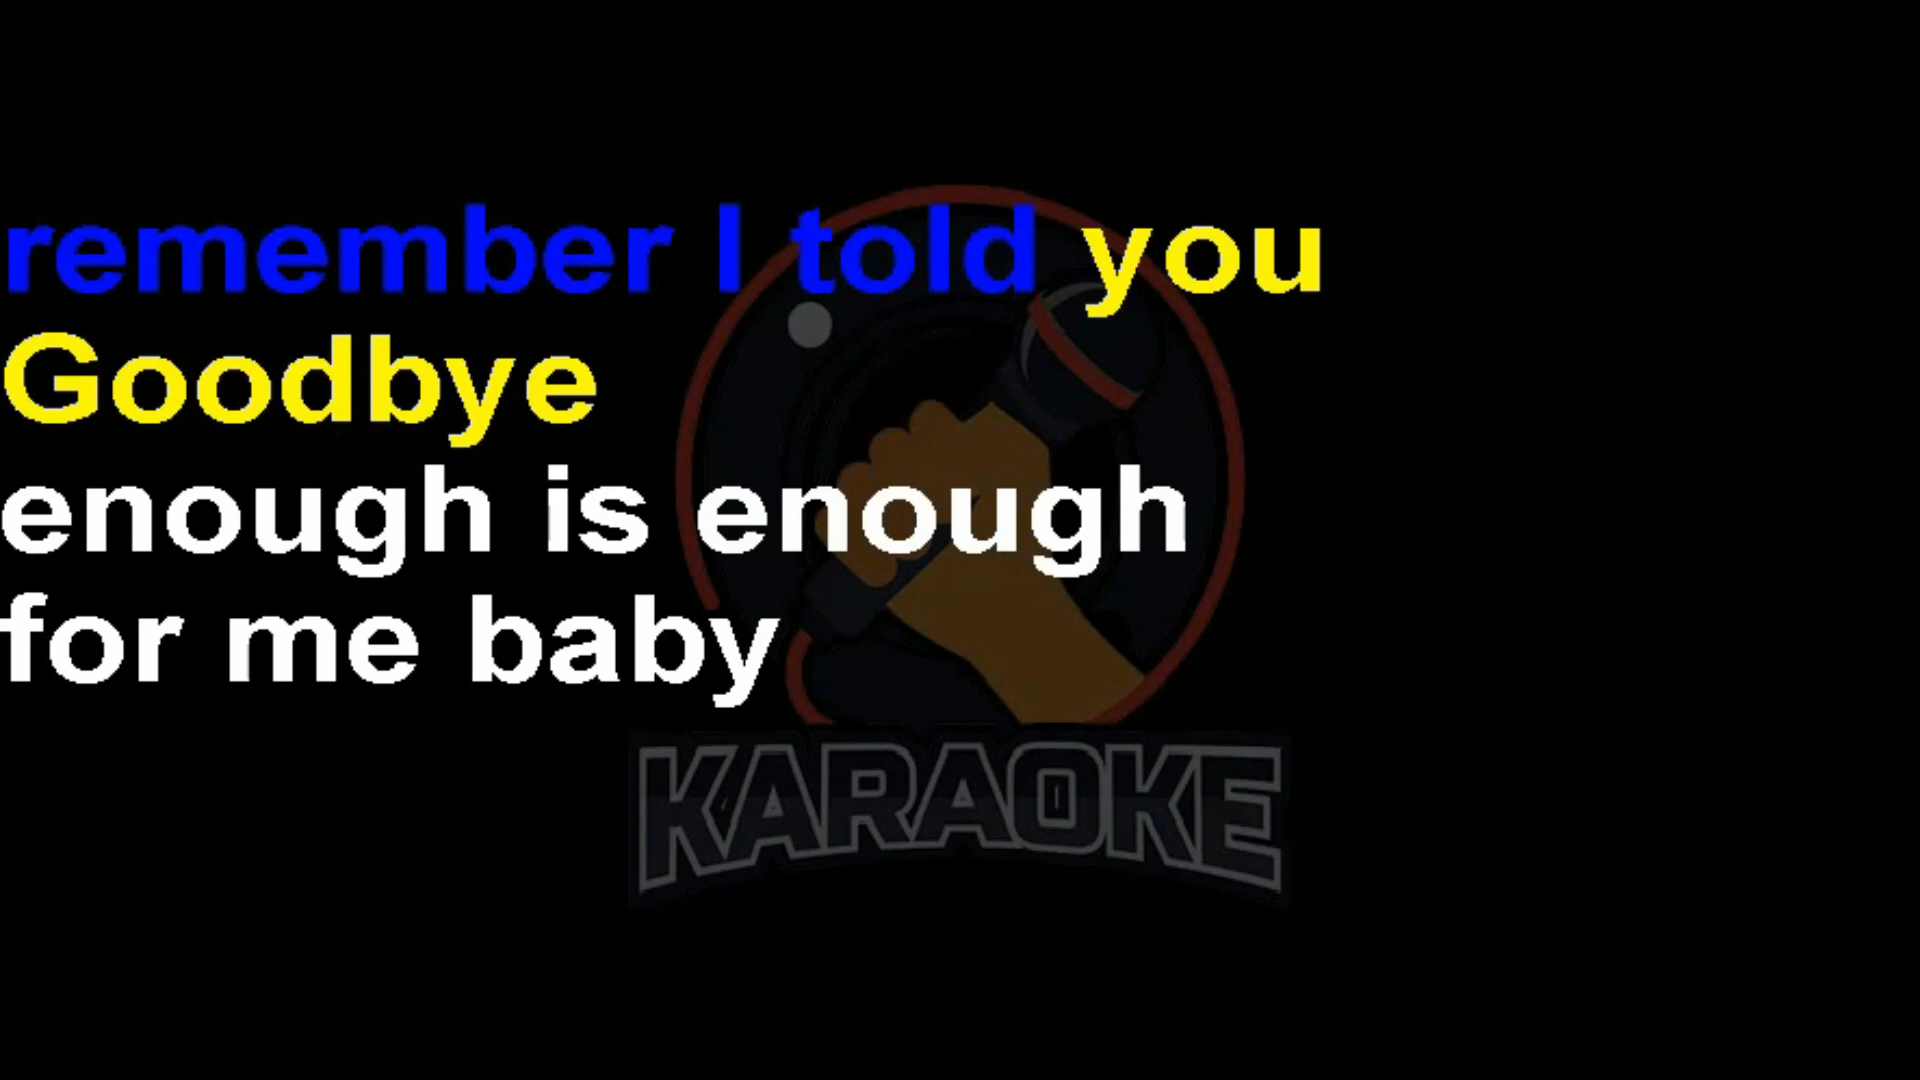 remember I told you
Goodbye
enough is enough
for me baby
KARAOKE